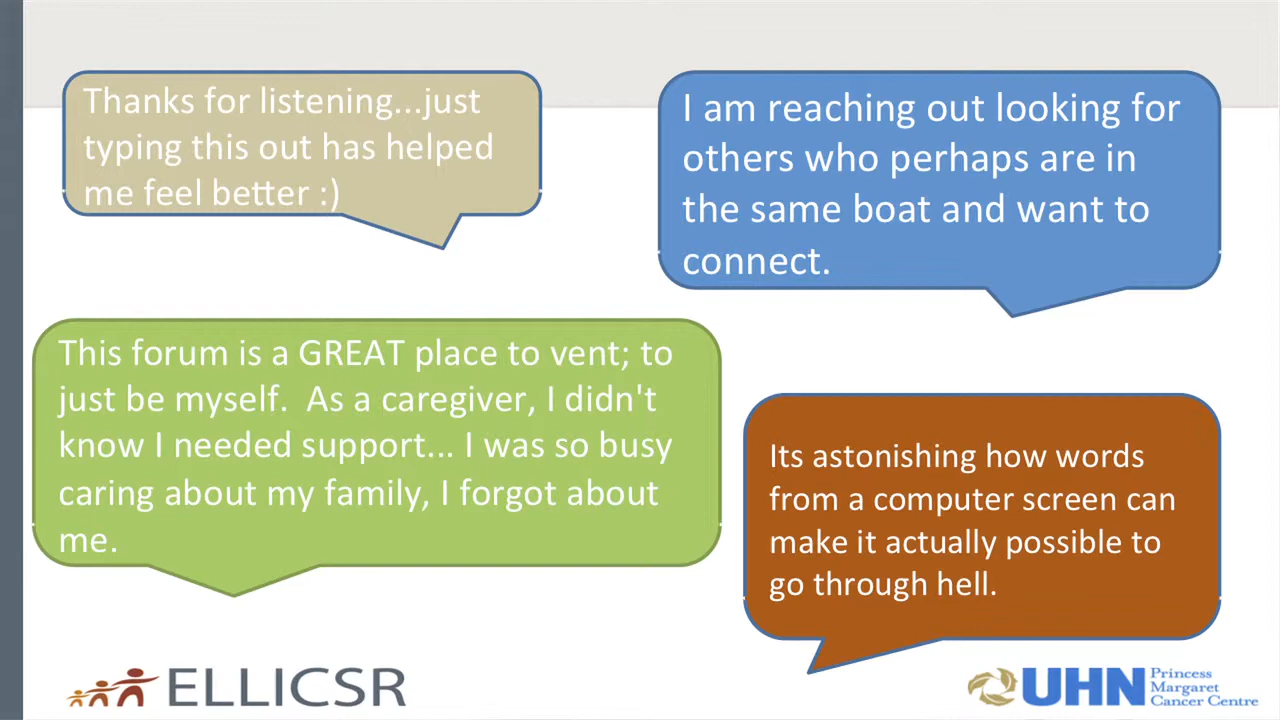 Thanks for listening...just
typing this out has helped
me feel better :)
I am reaching out looking for
others who perhaps are in
the same boat and want to
connect.
This forum is a GREAT place to vent; to
just be myself.  As a caregiver, I didn't
know I needed support... I was so busy
caring about my family, I forgot about
me.
Its astonishing how words
from a computer screen can
make it actually possible to
go through hell.
ELLICSR
UHN
Princess
Margaret
Cancer Centre